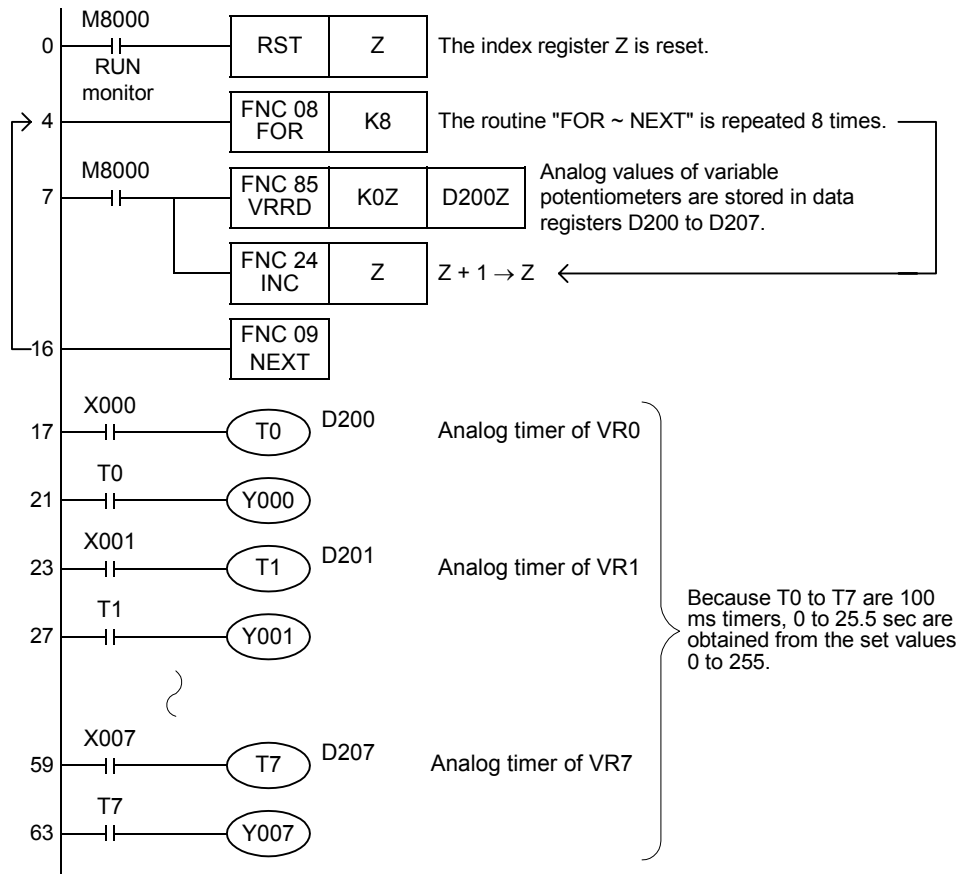 M8000
0
RUN
monitor
RST Z
The index register Z is reset.
4
FNC 08
FOR
K8
The routine "FOR ~ NEXT" is repeated 8 times.
M8000
7
FNC 85
VRRD
K0Z
D200Z
Analog values of variable
potentiometers are stored in data
registers D200 to D207.
FNC 24
INC
Z
Z + 1 → Z
16
FNC 09
NEXT
X000
17
T0
D200
Analog timer of VR0
T0
21
Y000
X001
23
T1
D201
Analog timer of VR1
T1
27
Y001
Because T0 to T7 are 100
ms timers, 0 to 25.5 sec are
obtained from the set values
0 to 255.
X007
59
T7
D207
Analog timer of VR7
T7
63
Y007